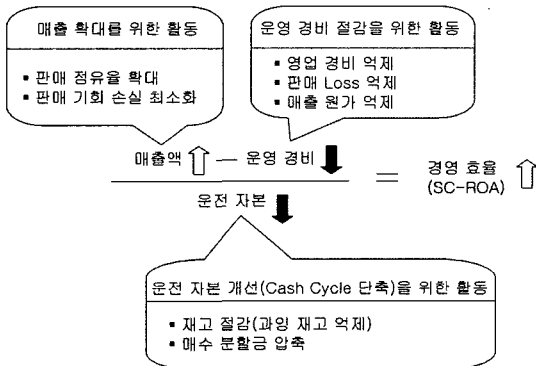 매출 확대를 위한 활동
▪ 판매 점유율 확대
▪ 판매 기회 손실 최소화
운영 경비 절감을 위한 활동
▪ 영업 경비 억제
▪ 판매 Loss 억제
▪ 매출 원가 억제
매출액 ⇧ — 운영 경비 ⬇
운전 자본 ⬇
= 경영 효율 ⇧
(SC-ROA)
운전 자본 개선(Cash Cycle 단축)을 위한 활동
▪ 재고 절감(과잉 재고 억제)
▪ 매수 분할금 압축